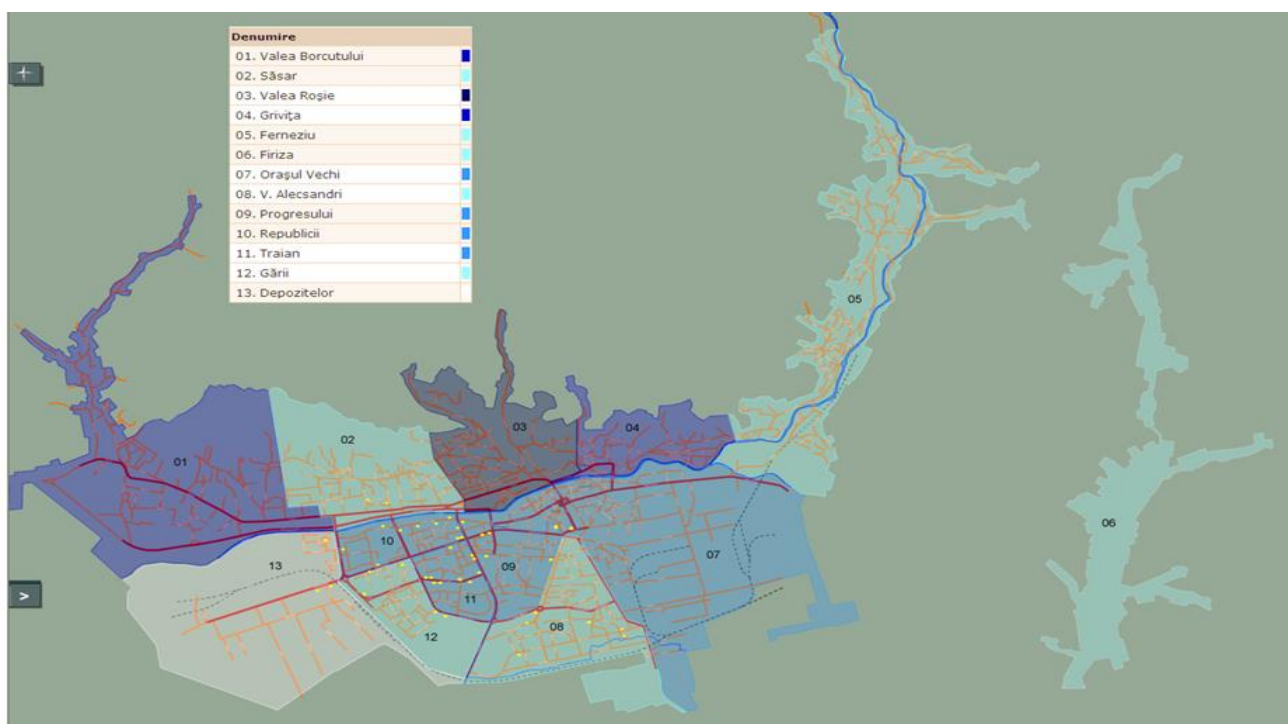 Denumire
01. Valea Borcutului
02. Săsar
03. Valea Roşie
04. Griviţa
05. Ferneziu
06. Firiza
07. Oraşul Vechi
08. V. Alecsandri
09. Progresului
10. Republicii
11. Traian
12. Gării
13. Depozitelor
05
03
04
02
01
06
10
07
13
09
11
08
12
>